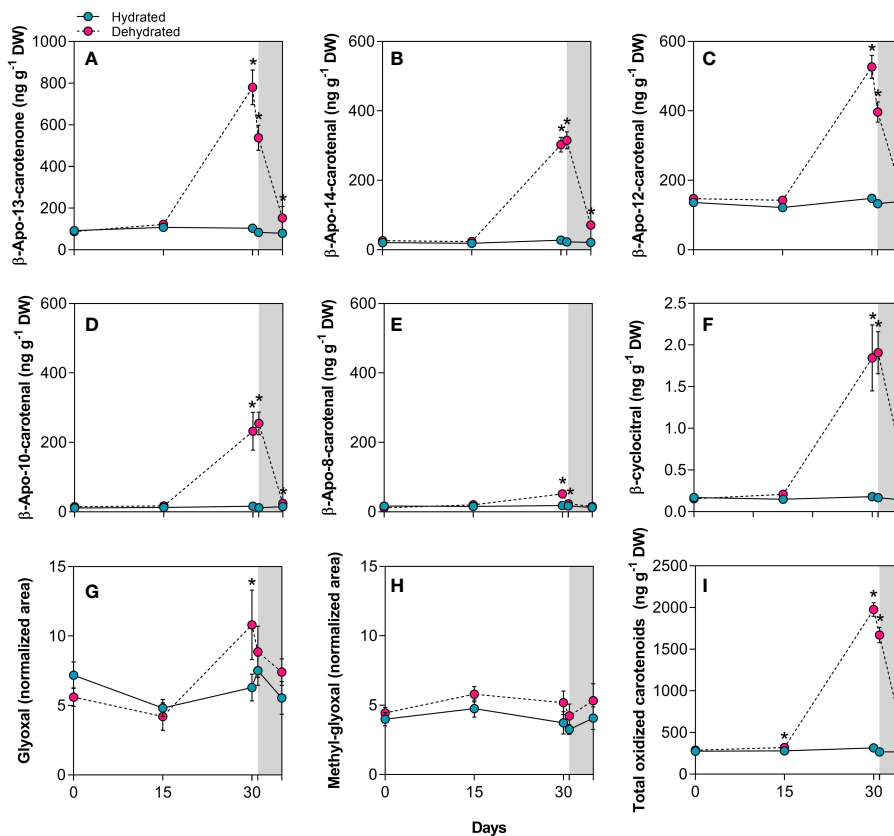 Hydrated
Dehydrated
A
β-Apo-13-carotenone (ng g-1 DW)
1000
800
600
400
200
0
*
*
*
B
β-Apo-14-carotenal (ng g-1 DW)
600
400
200
0
* *
*
C
β-Apo-12-carotenal (ng g-1 DW)
600
400
200
0
*
*
D
β-Apo-10-carotenal (ng g-1 DW)
600
400
200
0
* *
*
E
β-Apo-8-carotenal (ng g-1 DW)
600
400
200
0
*
*
F
β-cyclocitral (ng g-1 DW)
2.5
2.0
1.5
1.0
0.5
0.0
* *
G
Glyoxal (normalized area)
15
10
5
0
*
0 15 30
H
Methyl-glyoxal (normalized area)
15
10
5
0
0 15 30
I
Total oxidized carotenoids (ng g-1 DW)
2500
2000
1500
1000
500
0
*
*
*
0 15 30
Days